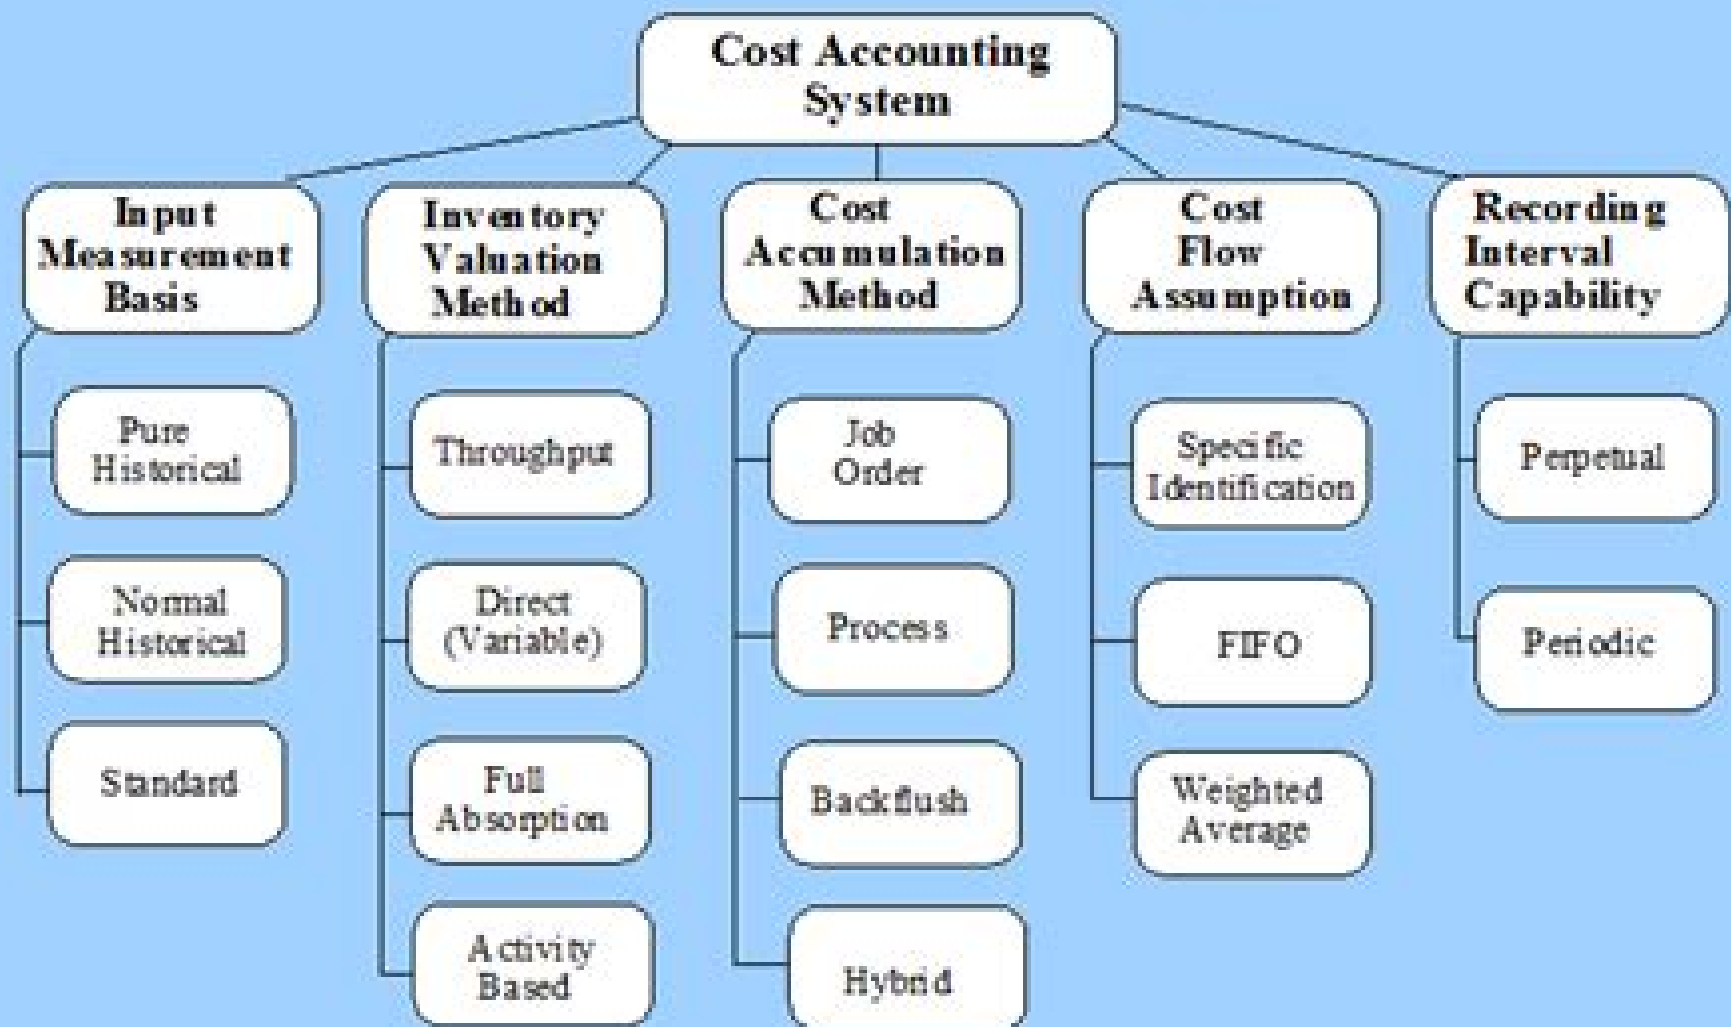 Cost Accounting
System
Input
Measurement
Basis
Inventory
Valuation
Method
Cost
Accumulation
Method
Cost
Flow
Assumption
Recording
Interval
Capability
Pure
Historical
Normal
Historical
Standard
Throughput
Direct
(Variable)
Full
Absorption
Activity
Based
Job
Order
Process
Backflush
Hybrid
Specific
Identification
FIFO
Weighted
Average
Perpetual
Periodic